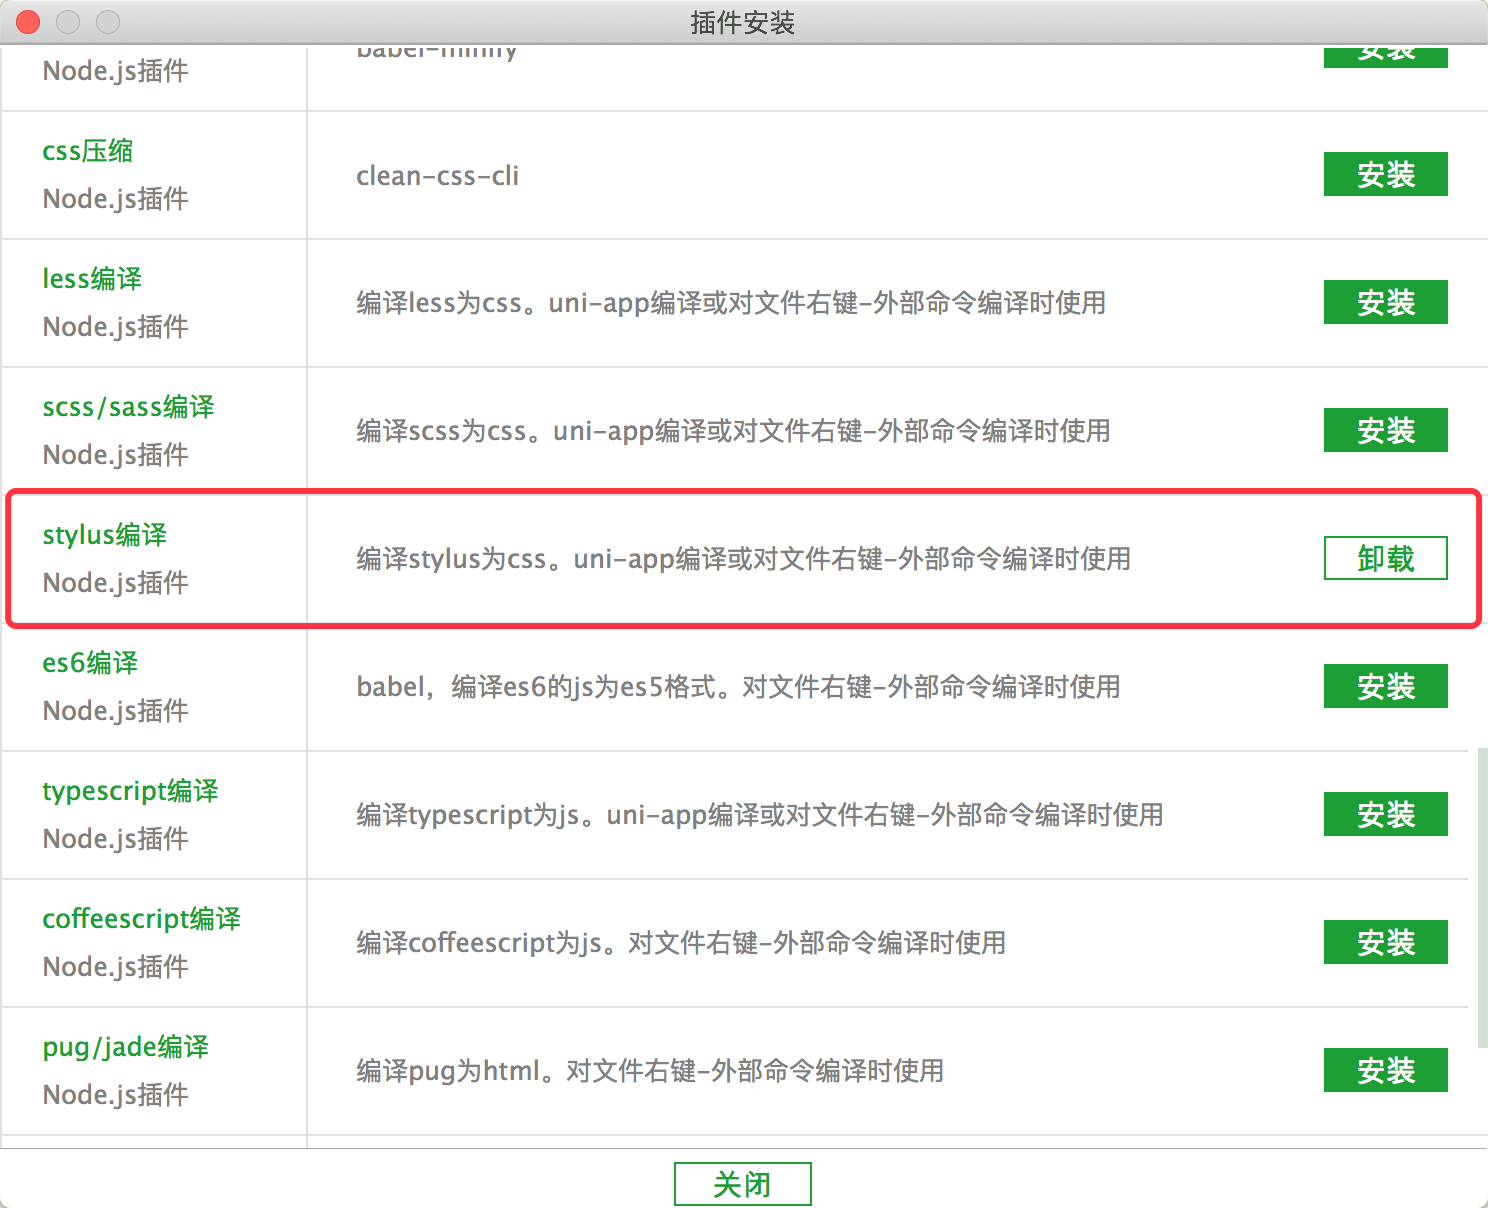 插件安装
babel-minify
安装
Node.js插件
css压缩
Node.js插件
clean-css-cli
安装
less编译
Node.js插件
编译less为css。uni-app编译或对文件右键-外部命令编译时使用
安装
scss/sass编译
Node.js插件
编译scss为css。uni-app编译或对文件右键-外部命令编译时使用
安装
stylus编译
Node.js插件
编译stylus为css。uni-app编译或对文件右键-外部命令编译时使用
卸载
es6编译
Node.js插件
babel，编译es6的js为es5格式。对文件右键-外部命令编译时使用
安装
typescript编译
Node.js插件
编译typescript为js。uni-app编译或对文件右键-外部命令编译时使用
安装
coffeescript编译
Node.js插件
编译coffeescript为js。对文件右键-外部命令编译时使用
安装
pug/jade编译
Node.js插件
编译pug为html。对文件右键-外部命令编译时使用
安装
关闭